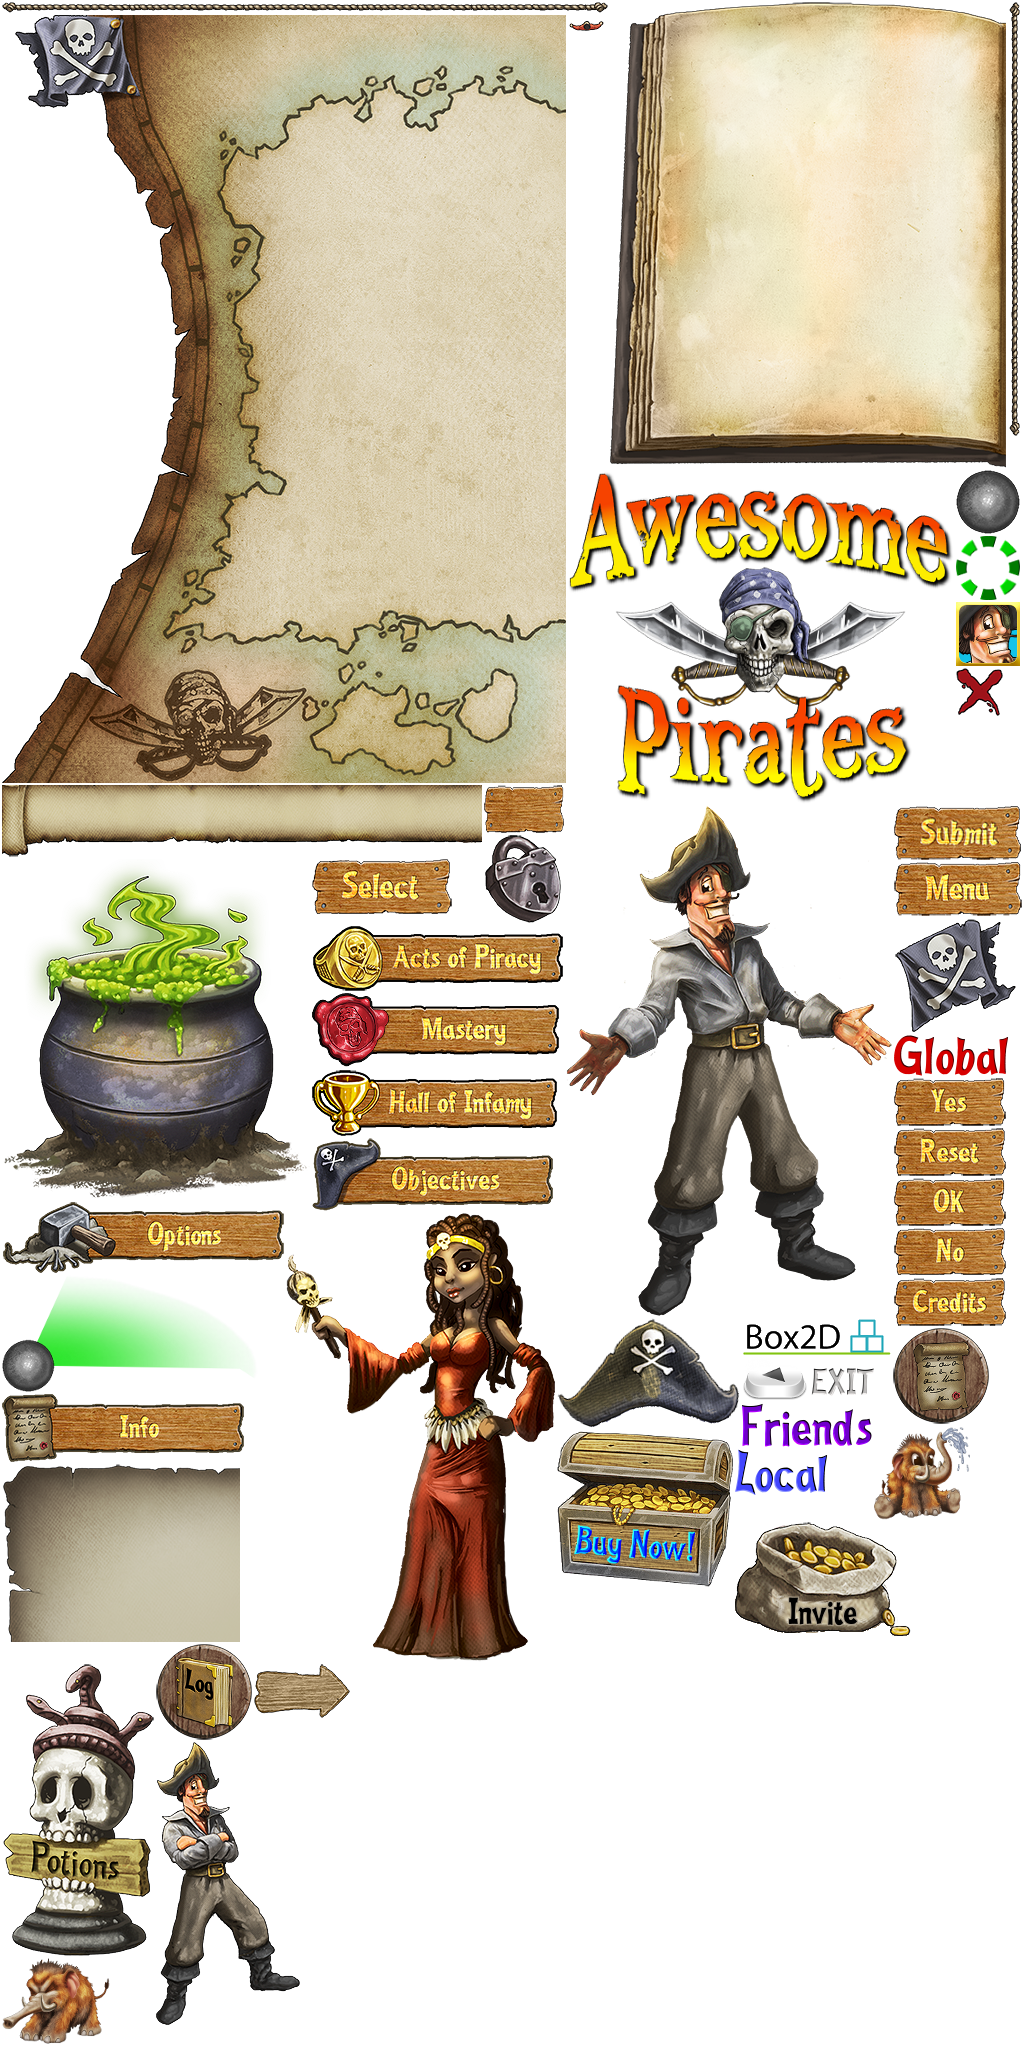 Awesome
Pirates
Submit
Menu
Select
Acts of Piracy
Mastery
Hall of Infamy
Objectives
Options
Info
Global
Yes
Reset
OK
No
Credits
Box2D
EXIT
Friends
Local
Buy Now!
Invite
Log
Potions